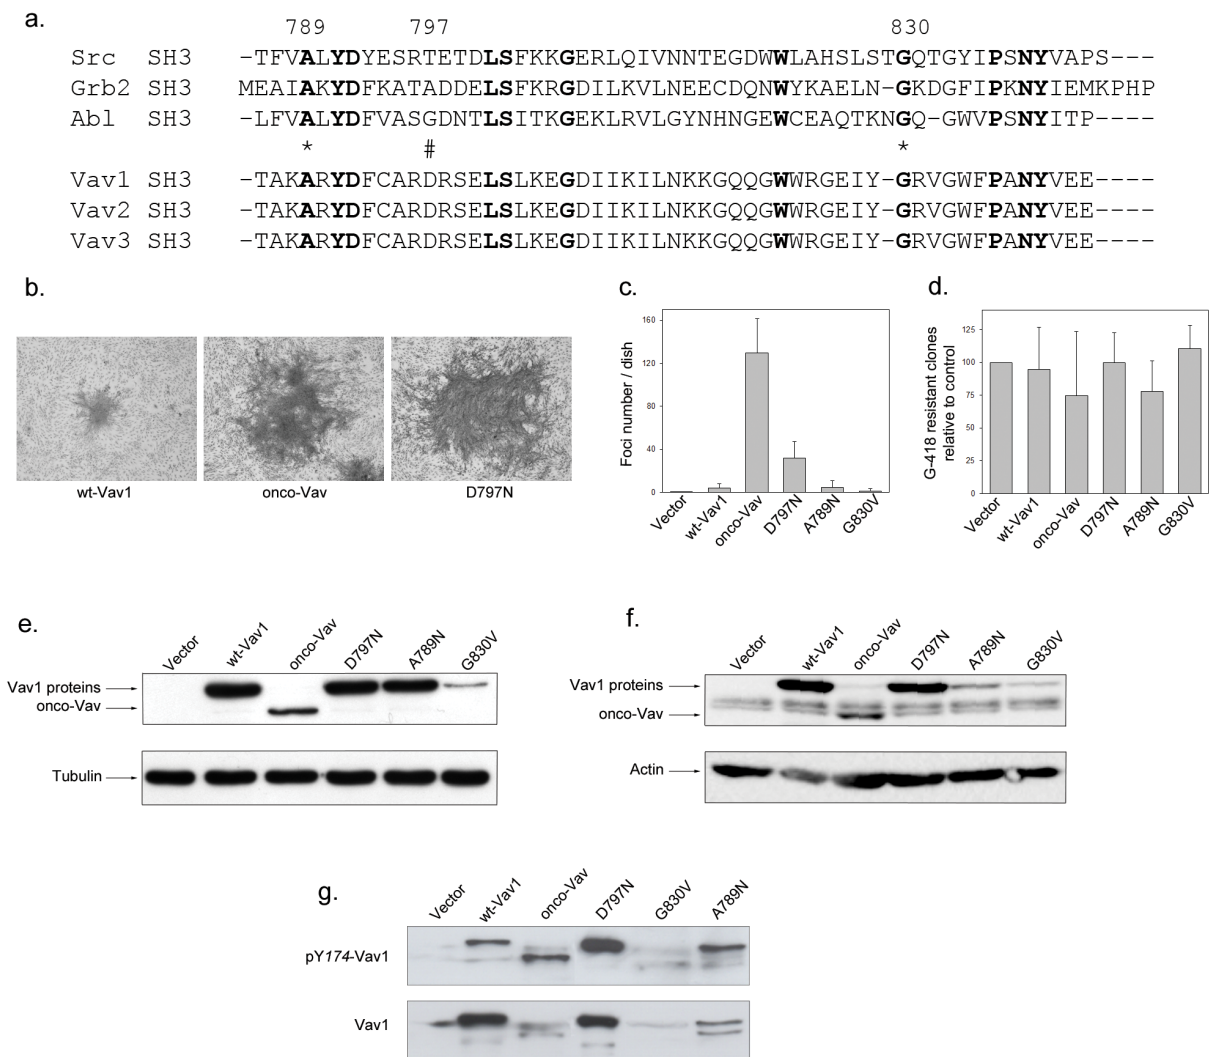 a.
789 797 830
Src SH3 -TFVALYDYESRTETDLSFKKGERLQIVNNTEGDWWLAHSLSTGQTGYIPSNYVAPS---
Grb2 SH3 MEAIAKYDFKATADDELSFKRGDILKVLNEECDQNWYKAELN-GKDGFIPKNYIEMKPHP
Abl SH3 -LFVALYDFVASGDNTLSITKGEKLRVLGYNHNGEWCEAQTKNGQ-GWVPSNYITP----
* # *
Vav1 SH3 -TAKARYDFCARDRSELSLKEGDIIKILNKKGQQGWWRGEIY-GRVGWFPANYVEE----
Vav2 SH3 -TAKARYDFCARDRSELSLKEGDIIKILNKKGQQGWWRGEIY-GRVGWFPANYVEE----
Vav3 SH3 -TAKARYDFCARDRSELSLKEGDIIKILNKKGQQGWWRGEIY-GRVGWFPANYVEE----
b.
wt-Vav1 onco-Vav D797N
c.
Foci number / dish
160
120
80
40
0
Vector wt-Vav1 onco-Vav D797N A789N G830V
d.
G-418 resistant clones
relative to control
125
100
75
50
25
0
Vector wt-Vav1 onco-Vav D797N A789N G830V
e.
Vector wt-Vav1 onco-Vav D797N A789N G830V
Vav1 proteins
onco-Vav
Tubulin
f.
Vector wt-Vav1 onco-Vav D797N A789N G830V
Vav1 proteins
onco-Vav
Actin
g.
Vector wt-Vav1 onco-Vav D797N G830V A789N
pY174-Vav1
Vav1